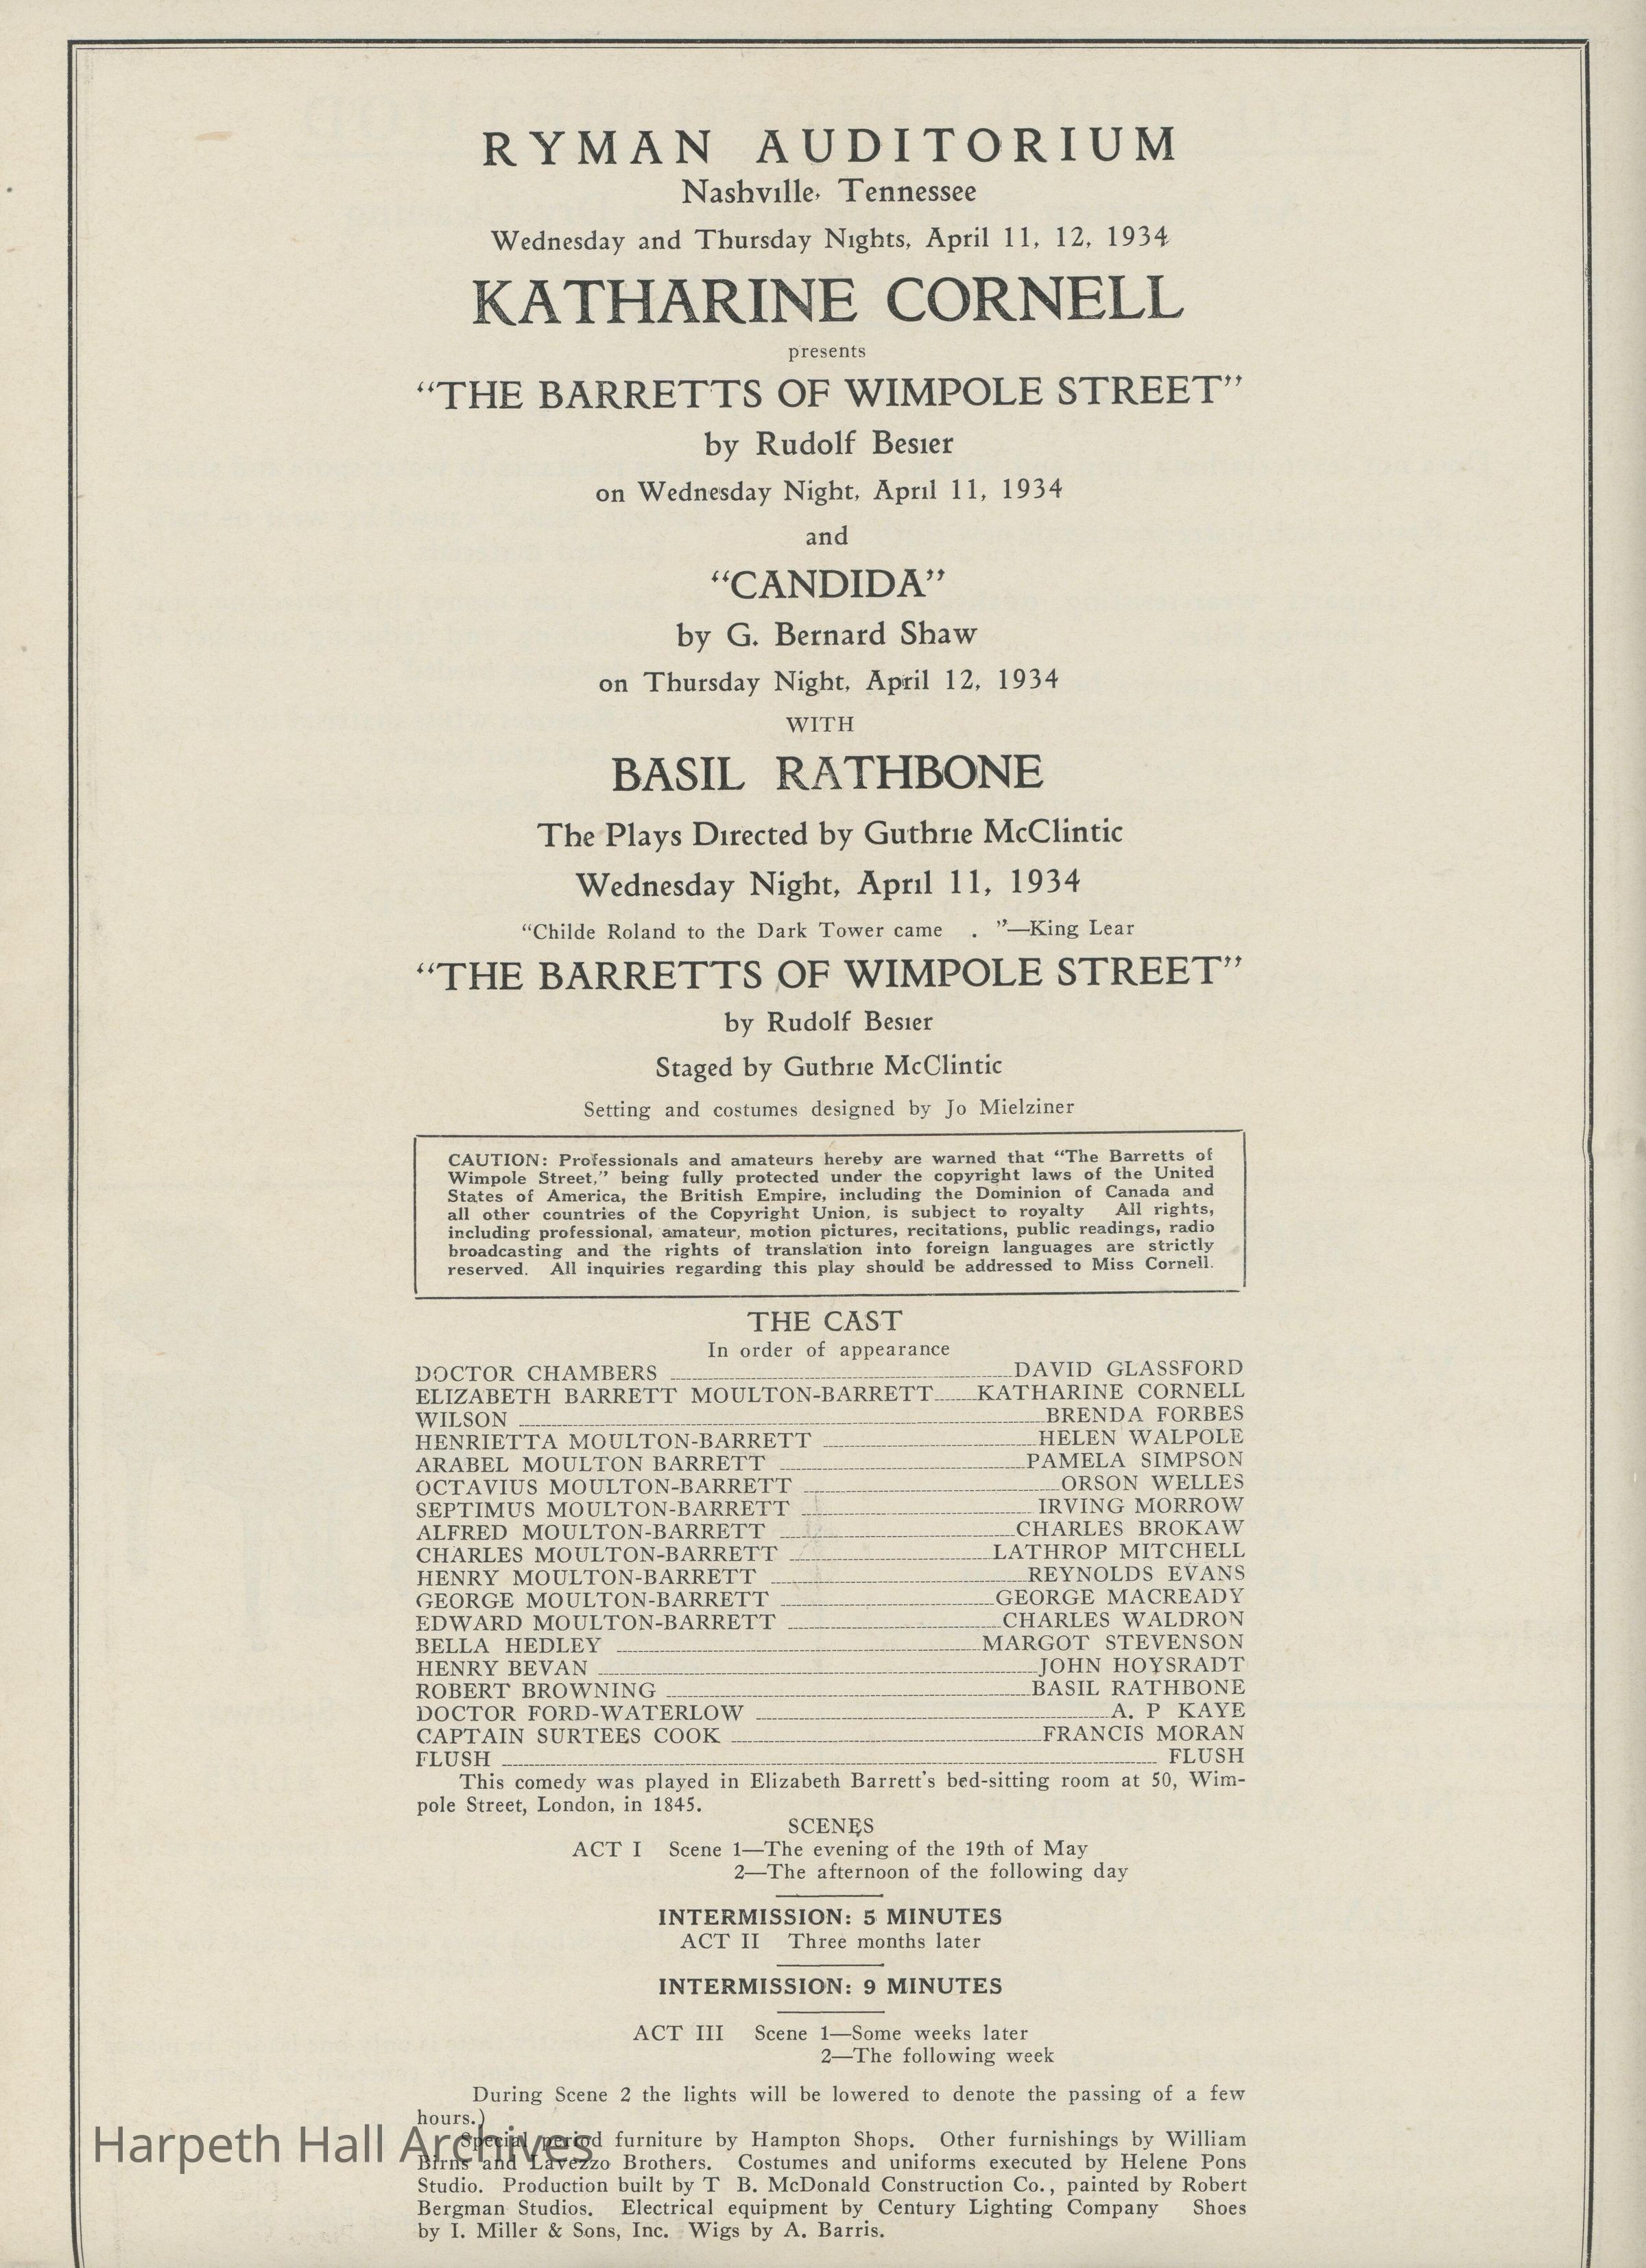 RYMAN AUDITORIUM
Nashville, Tennessee
Wednesday and Thursday Nights, April 11, 12, 1934
KATHARINE CORNELL
presents
“THE BARRETTS OF WIMPOLE STREET”
by Rudolf Besier
on Wednesday Night, April 11, 1934
and
“CANDIDA”
by G. Bernard Shaw
on Thursday Night, April 12, 1934
WITH
BASIL RATHBONE
The Plays Directed by Guthrie McClintic
Wednesday Night, April 11, 1934
“Childe Roland to the Dark Tower came . ”—King Lear
“THE BARRETTS OF WIMPOLE STREET”
by Rudolf Besier
Staged by Guthrie McClintic
Setting and costumes designed by Jo Mielziner
CAUTION: Professionals and amateurs hereby are warned that “The Barretts of
Wimpole Street,” being fully protected under the copyright laws of the United
States of America, the British Empire, including the Dominion of Canada and
all other countries of the Copyright Union, is subject to royalty All rights,
including professional, amateur, motion pictures, recitations, public readings, radio
broadcasting and the rights of translation into foreign languages are strictly
reserved. All inquiries regarding this play should be addressed to Miss Cornell.
THE CAST
In order of appearance
DOCTOR CHAMBERS DAVID GLASSFORD
ELIZABETH BARRETT MOULTON-BARRETT KATHARINE CORNELL
WILSON BRENDA FORBES
HENRIETTA MOULTON-BARRETT HELEN WALPOLE
ARABEL MOULTON BARRETT PAMELA SIMPSON
OCTAVIUS MOULTON-BARRETT ORSON WELLES
SEPTIMUS MOULTON-BARRETT IRVING MORROW
ALFRED MOULTON-BARRETT CHARLES BROKAW
CHARLES MOULTON-BARRETT LATHROP MITCHELL
HENRY MOULTON-BARRETT REYNOLDS EVANS
GEORGE MOULTON-BARRETT GEORGE MACREADY
EDWARD MOULTON-BARRETT CHARLES WALDRON
BELLA HEDLEY MARGOT STEVENSON
HENRY BEVAN JOHN HOYSRADT
ROBERT BROWNING BASIL RATHBONE
DOCTOR FORD-WATERLOW A. P KAYE
CAPTAIN SURTEES COOK FRANCIS MORAN
FLUSH FLUSH
This comedy was played in Elizabeth Barrett’s bed-sitting room at 50, Wim-
pole Street, London, in 1845.
SCENES
ACT I Scene 1—The evening of the 19th of May
2—The afternoon of the following day
INTERMISSION: 5 MINUTES
ACT II Three months later
INTERMISSION: 9 MINUTES
ACT III Scene 1—Some weeks later
2—The following week
During Scene 2 the lights will be lowered to denote the passing of a few
hours.)
Special period furniture by Hampton Shops. Other furnishings by William
Birns and Lavezzo Brothers. Costumes and uniforms executed by Helene Pons
Studio. Production built by T B. McDonald Construction Co., painted by Robert
Bergman Studios. Electrical equipment by Century Lighting Company Shoes
by I. Miller & Sons, Inc. Wigs by A. Barris.
Harpeth Hall Archives